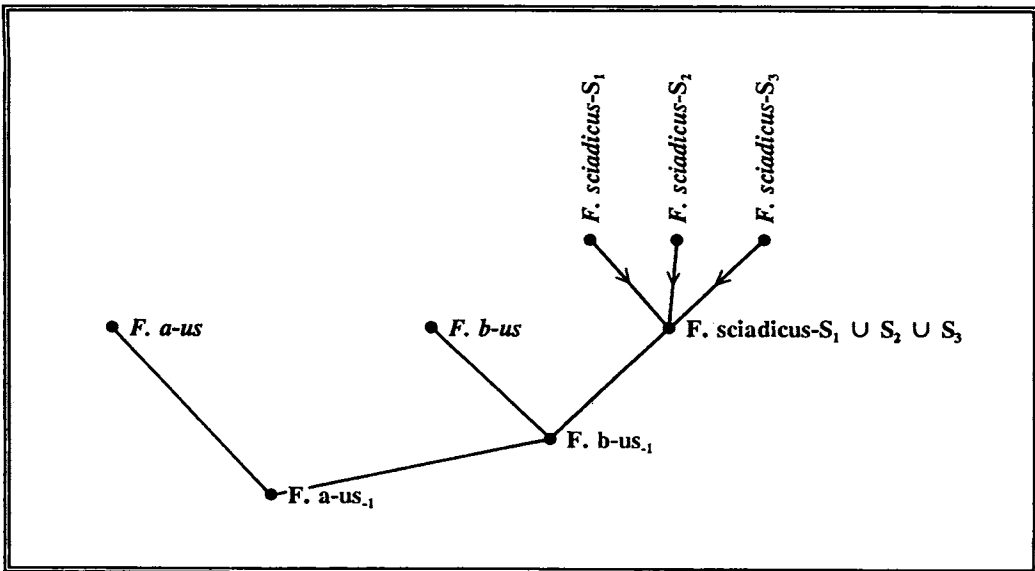 F. sciadicus-S₁
F. sciadicus-S₂
F. sciadicus-S₃
F. a-us
F. b-us
F. sciadicus-S₁ ∪ S₂ ∪ S₃
F. b-us₋₁
F. a-us₋₁